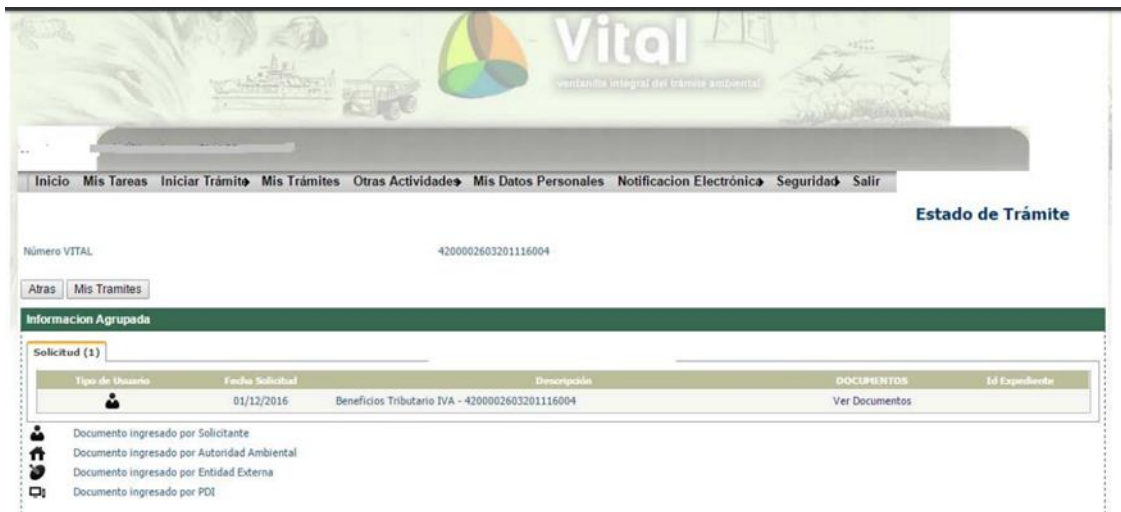 Vital
ventanilla integral del trámite ambiental
Inicio Mis Tareas Iniciar Trámite Mis Trámites Otras Actividades Mis Datos Personales Notificacion Electrónica Seguridad Salir
Estado de Trámite
Número VITAL 4200002603201116004
Atras Mis Tramites
Informacion Agrupada
Solicitud (1)
Tipo de Usuario Fecha Solicitud Descripción DOCUMENTOS Id Expediente
01/12/2016 Beneficios Tributario IVA - 4200002603201116004 Ver Documentos
Documento ingresado por Solicitante
Documento ingresado por Autoridad Ambiental
Documento ingresado por Entidad Externa
Documento ingresado por PDI